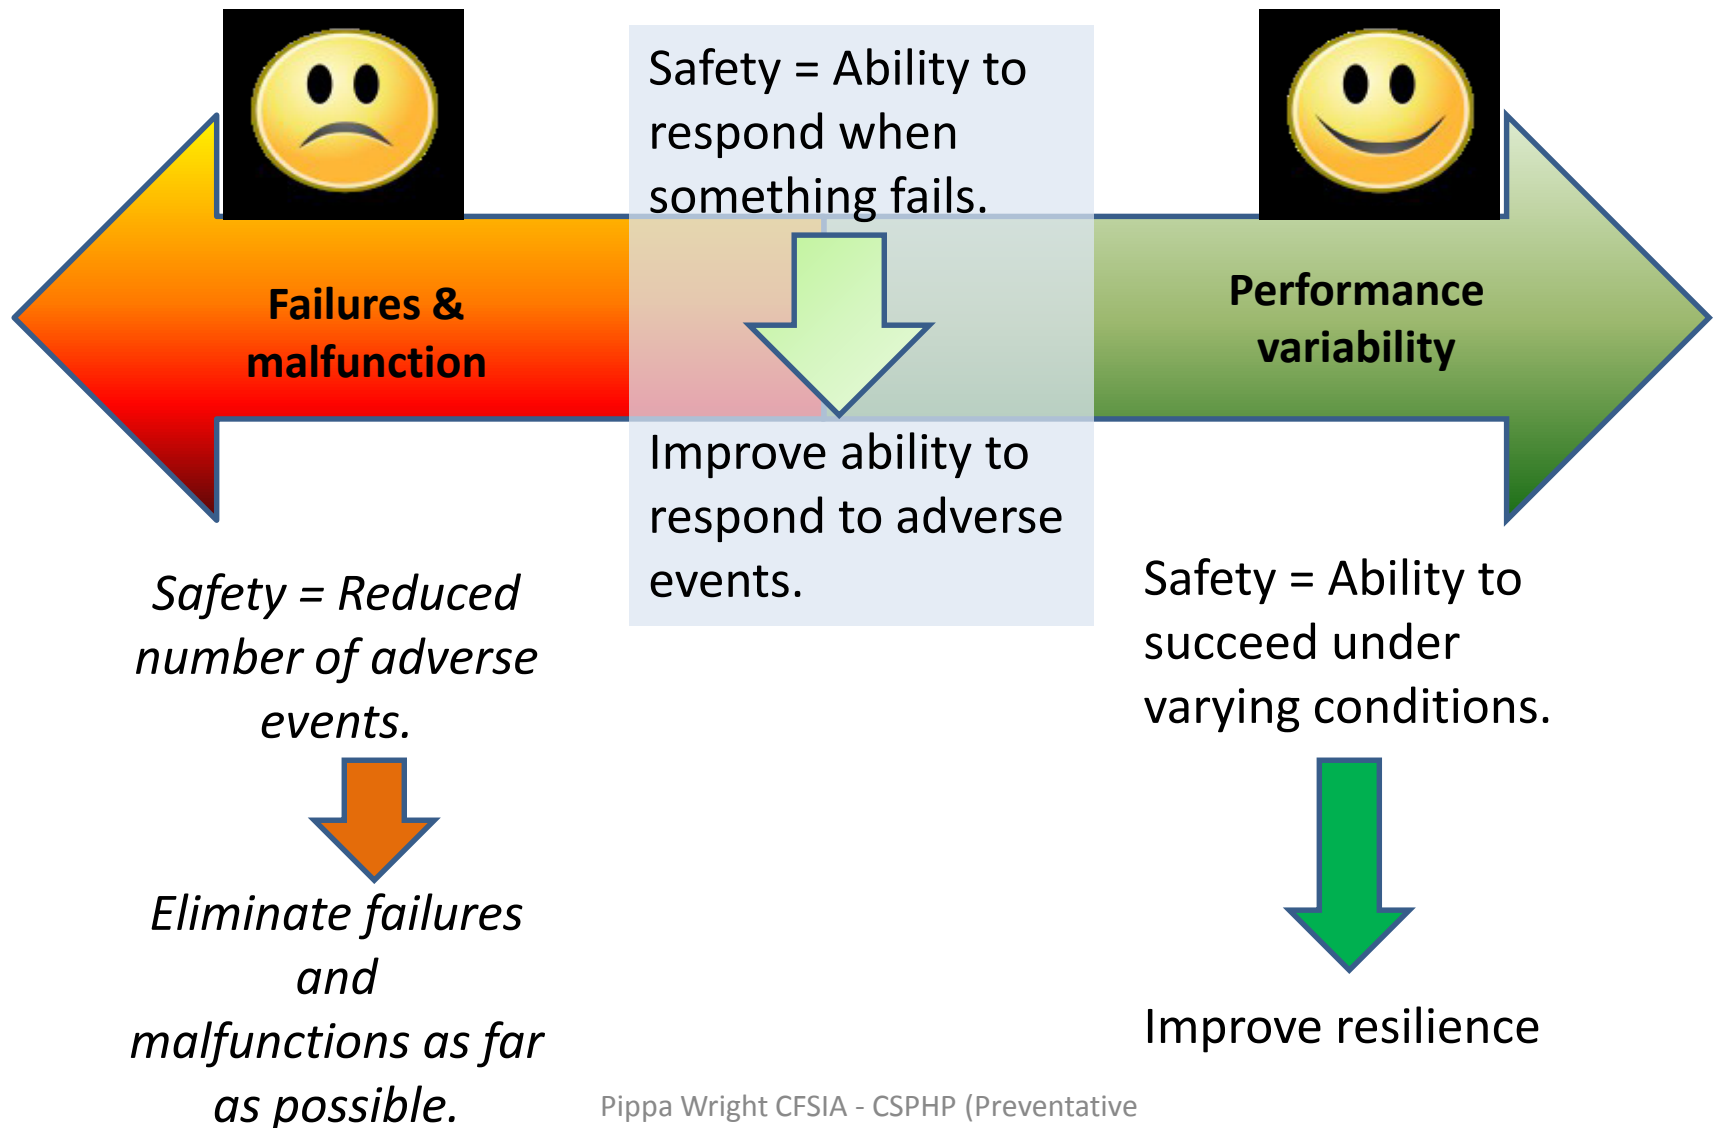 Safety = Ability to
respond when
something fails.
Failures &
malfunction
Performance
variability
Improve ability to
respond to adverse
events.
Safety = Reduced
number of adverse
events.
Eliminate failures
and
malfunctions as far
as possible.
Safety = Ability to
succeed under
varying conditions.
Improve resilience
Pippa Wright CFSIA - CSPHP (Preventative